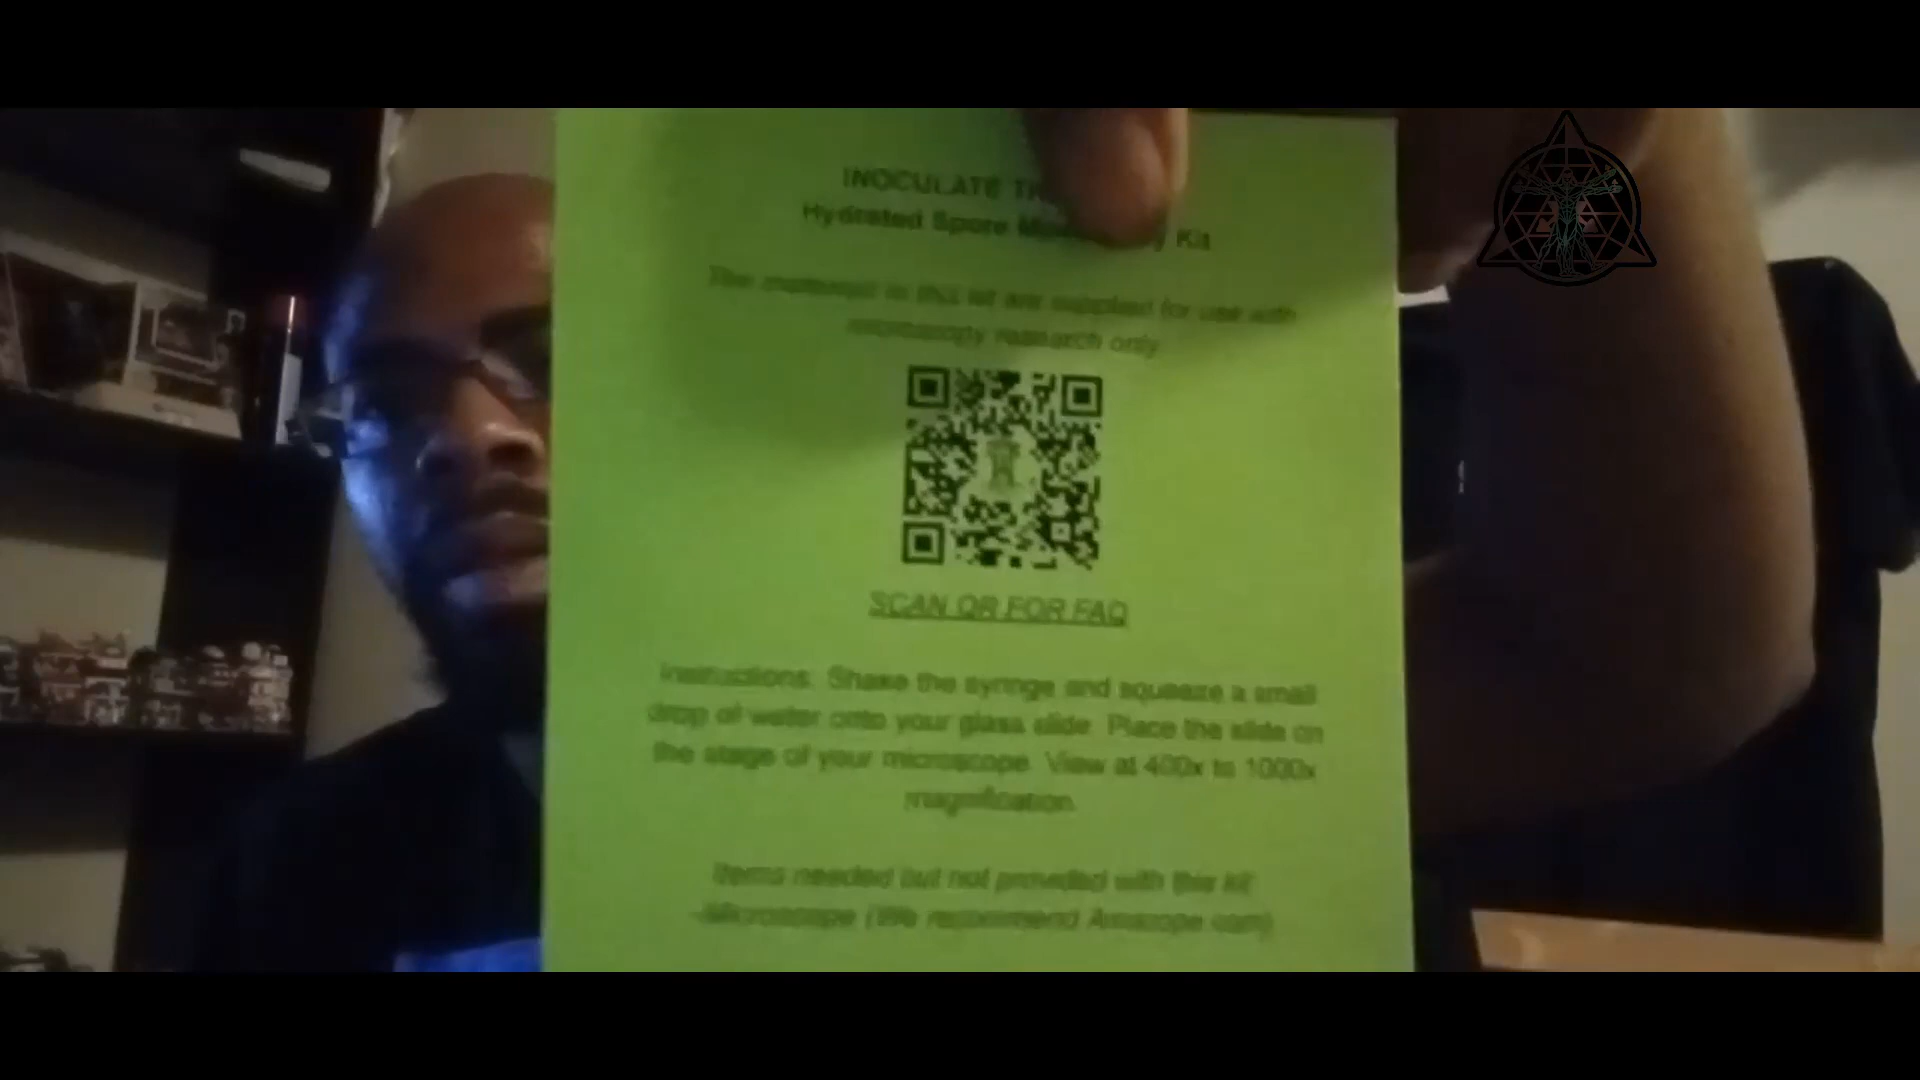 INOCULATE
Hydrated Spore Kit
The materials in this kit are supplied for use with
microscopy research only
SCAN QR FOR FAQ
Instructions: Shake the syringe and squeeze a small
drop of water onto your glass slide. Place the slide on
the stage of your microscope. View at 400x to 1000x
magnification.
Items needed but not provided with this kit
-Microscope (We recommend Amscope.com)